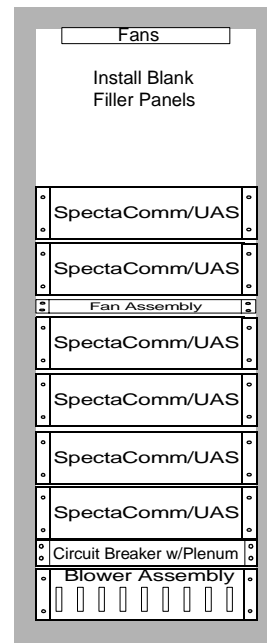 Fans
Install Blank
Filler Panels
SpectaComm/UAS
SpectaComm/UAS
Fan Assembly
SpectaComm/UAS
SpectaComm/UAS
SpectaComm/UAS
SpectaComm/UAS
Circuit Breaker w/Plenum
Blower Assembly